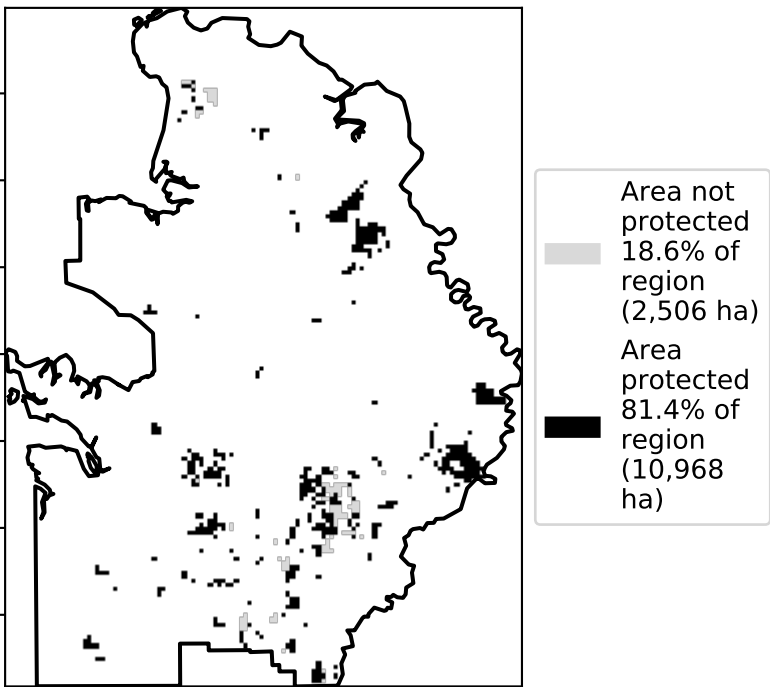 Area not
protected
18.6% of
region
(2,506 ha)
Area
protected
81.4% of
region
(10,968
ha)